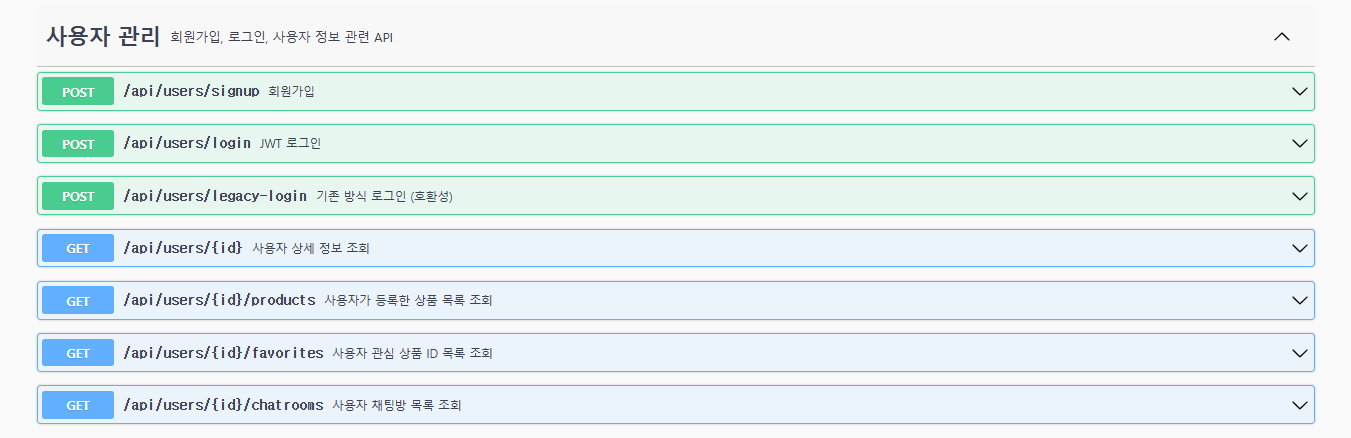 사용자 관리 회원가입, 로그인, 사용자 정보 관련 API
POST /api/users/signup 회원가입
POST /api/users/login JWT 로그인
POST /api/users/legacy-login 기존 방식 로그인 (호환성)
GET /api/users/{id} 사용자 상세 정보 조회
GET /api/users/{id}/products 사용자가 등록한 상품 목록 조회
GET /api/users/{id}/favorites 사용자 관심 상품 ID 목록 조회
GET /api/users/{id}/chatrooms 사용자 채팅방 목록 조회